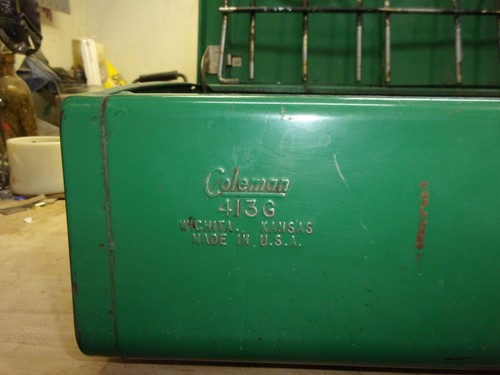 Coleman
413G
WICHITA, KANSAS
MADE IN U.S.A.